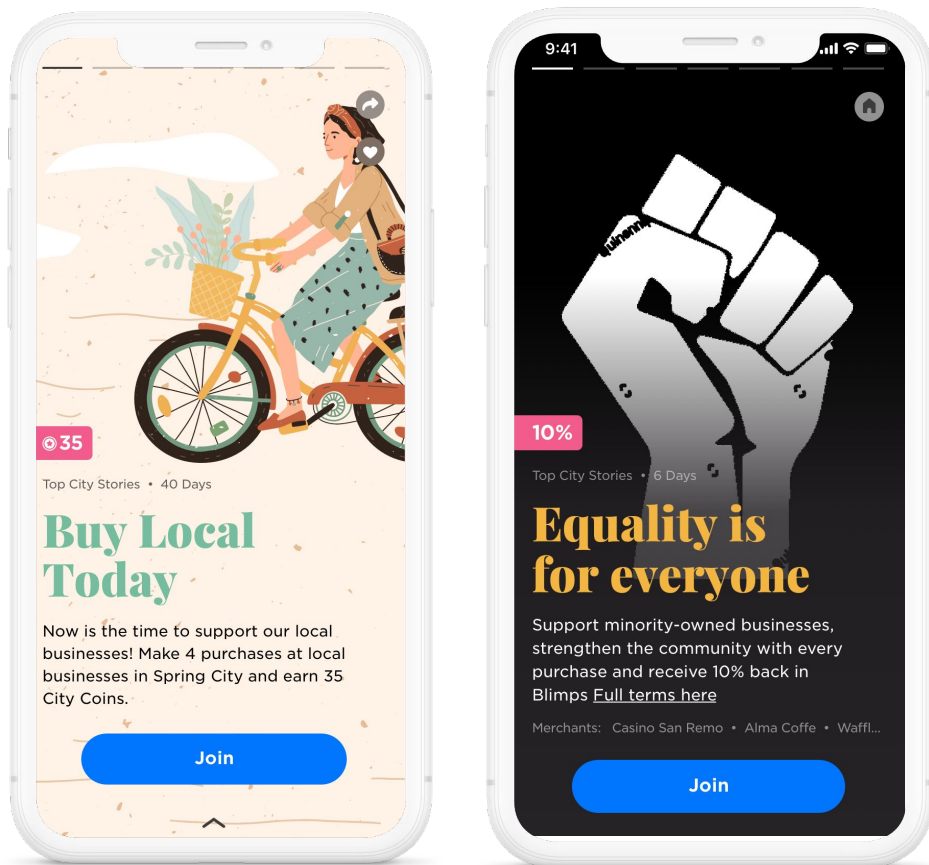 35
Top City Stories • 40 Days
Buy Local
Today
Now is the time to support our local
businesses! Make 4 purchases at local
businesses in Spring City and earn 35
City Coins.
Join
9:41
10%
Top City Stories • 6 Days
Equality is
for everyone
Support minority-owned businesses,
strengthen the community with every
purchase and receive 10% back in
Blimps Full terms here
Merchants: Casino San Remo • Alma Coffe • Waffl...
Join